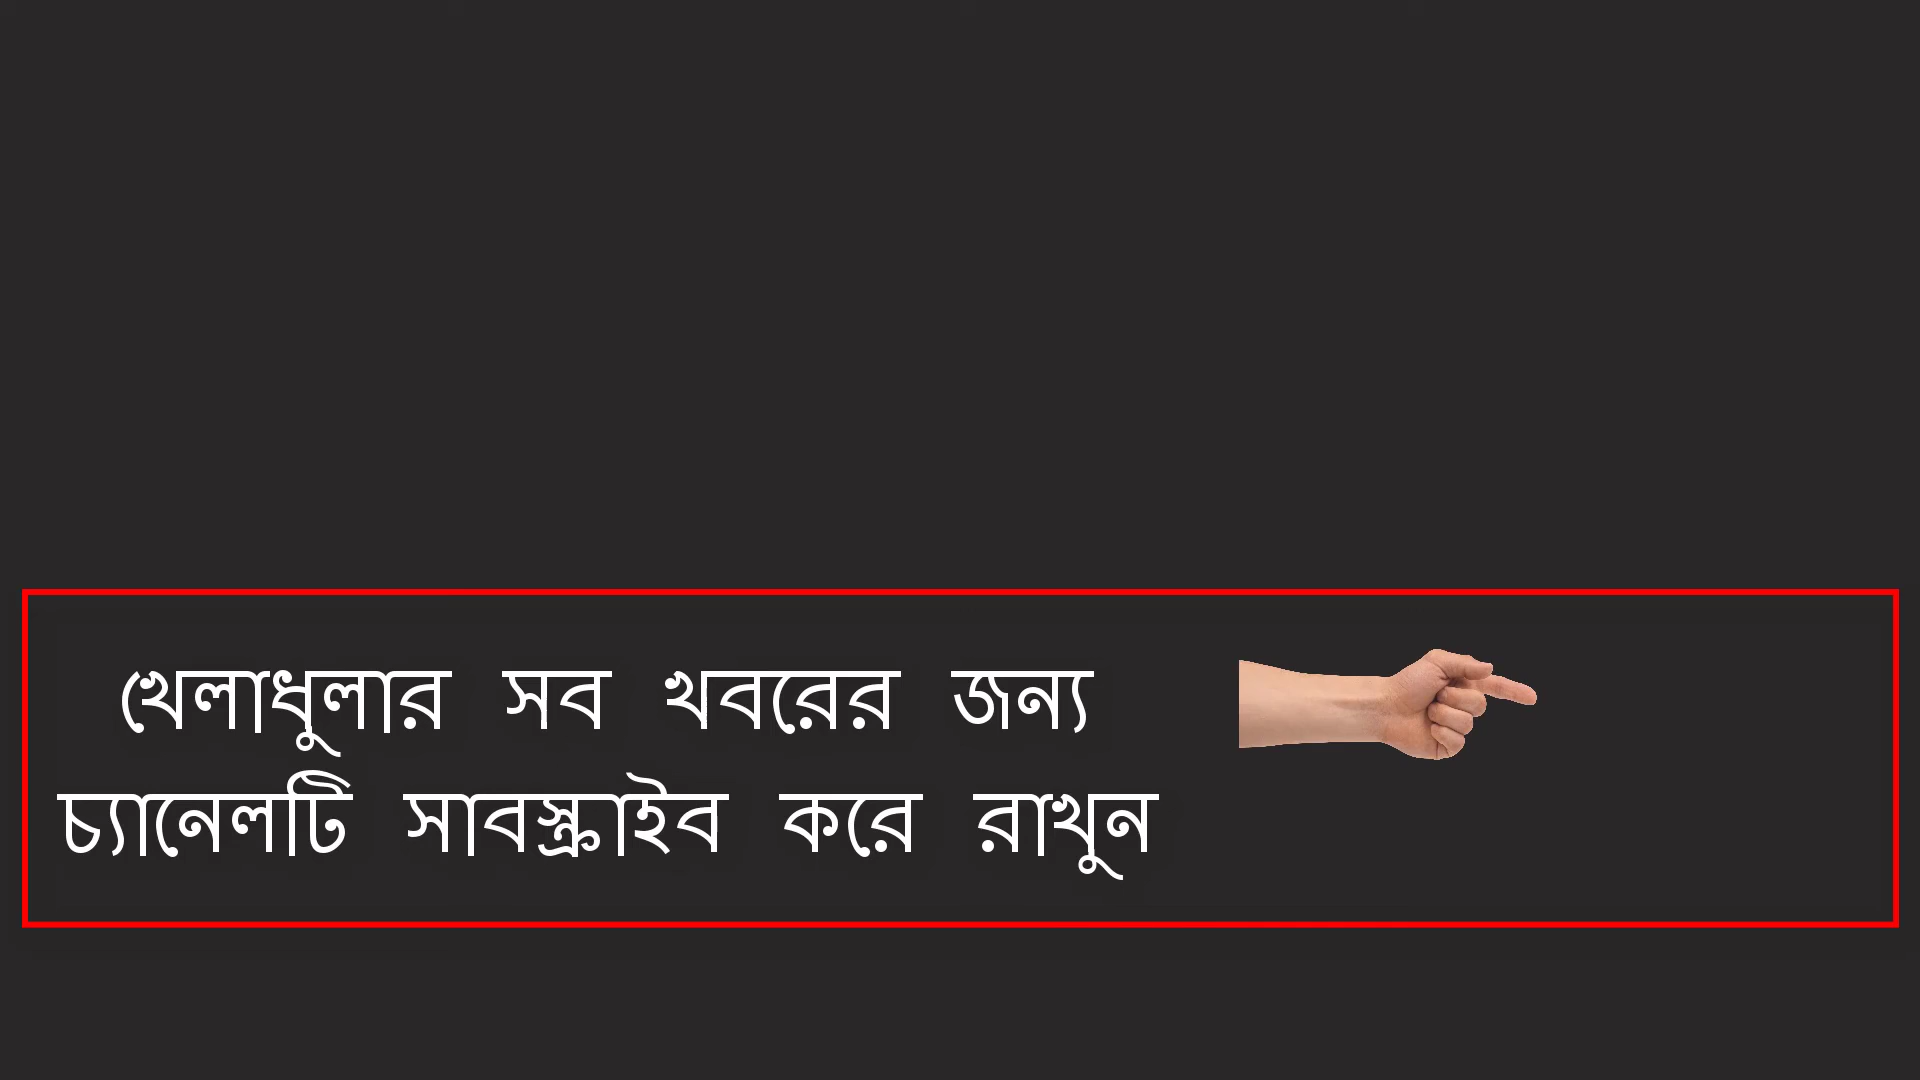 খেলাধুলার সব খবরের জন্য
চ্যানেলটি সাবস্ক্রাইব করে রাখুন